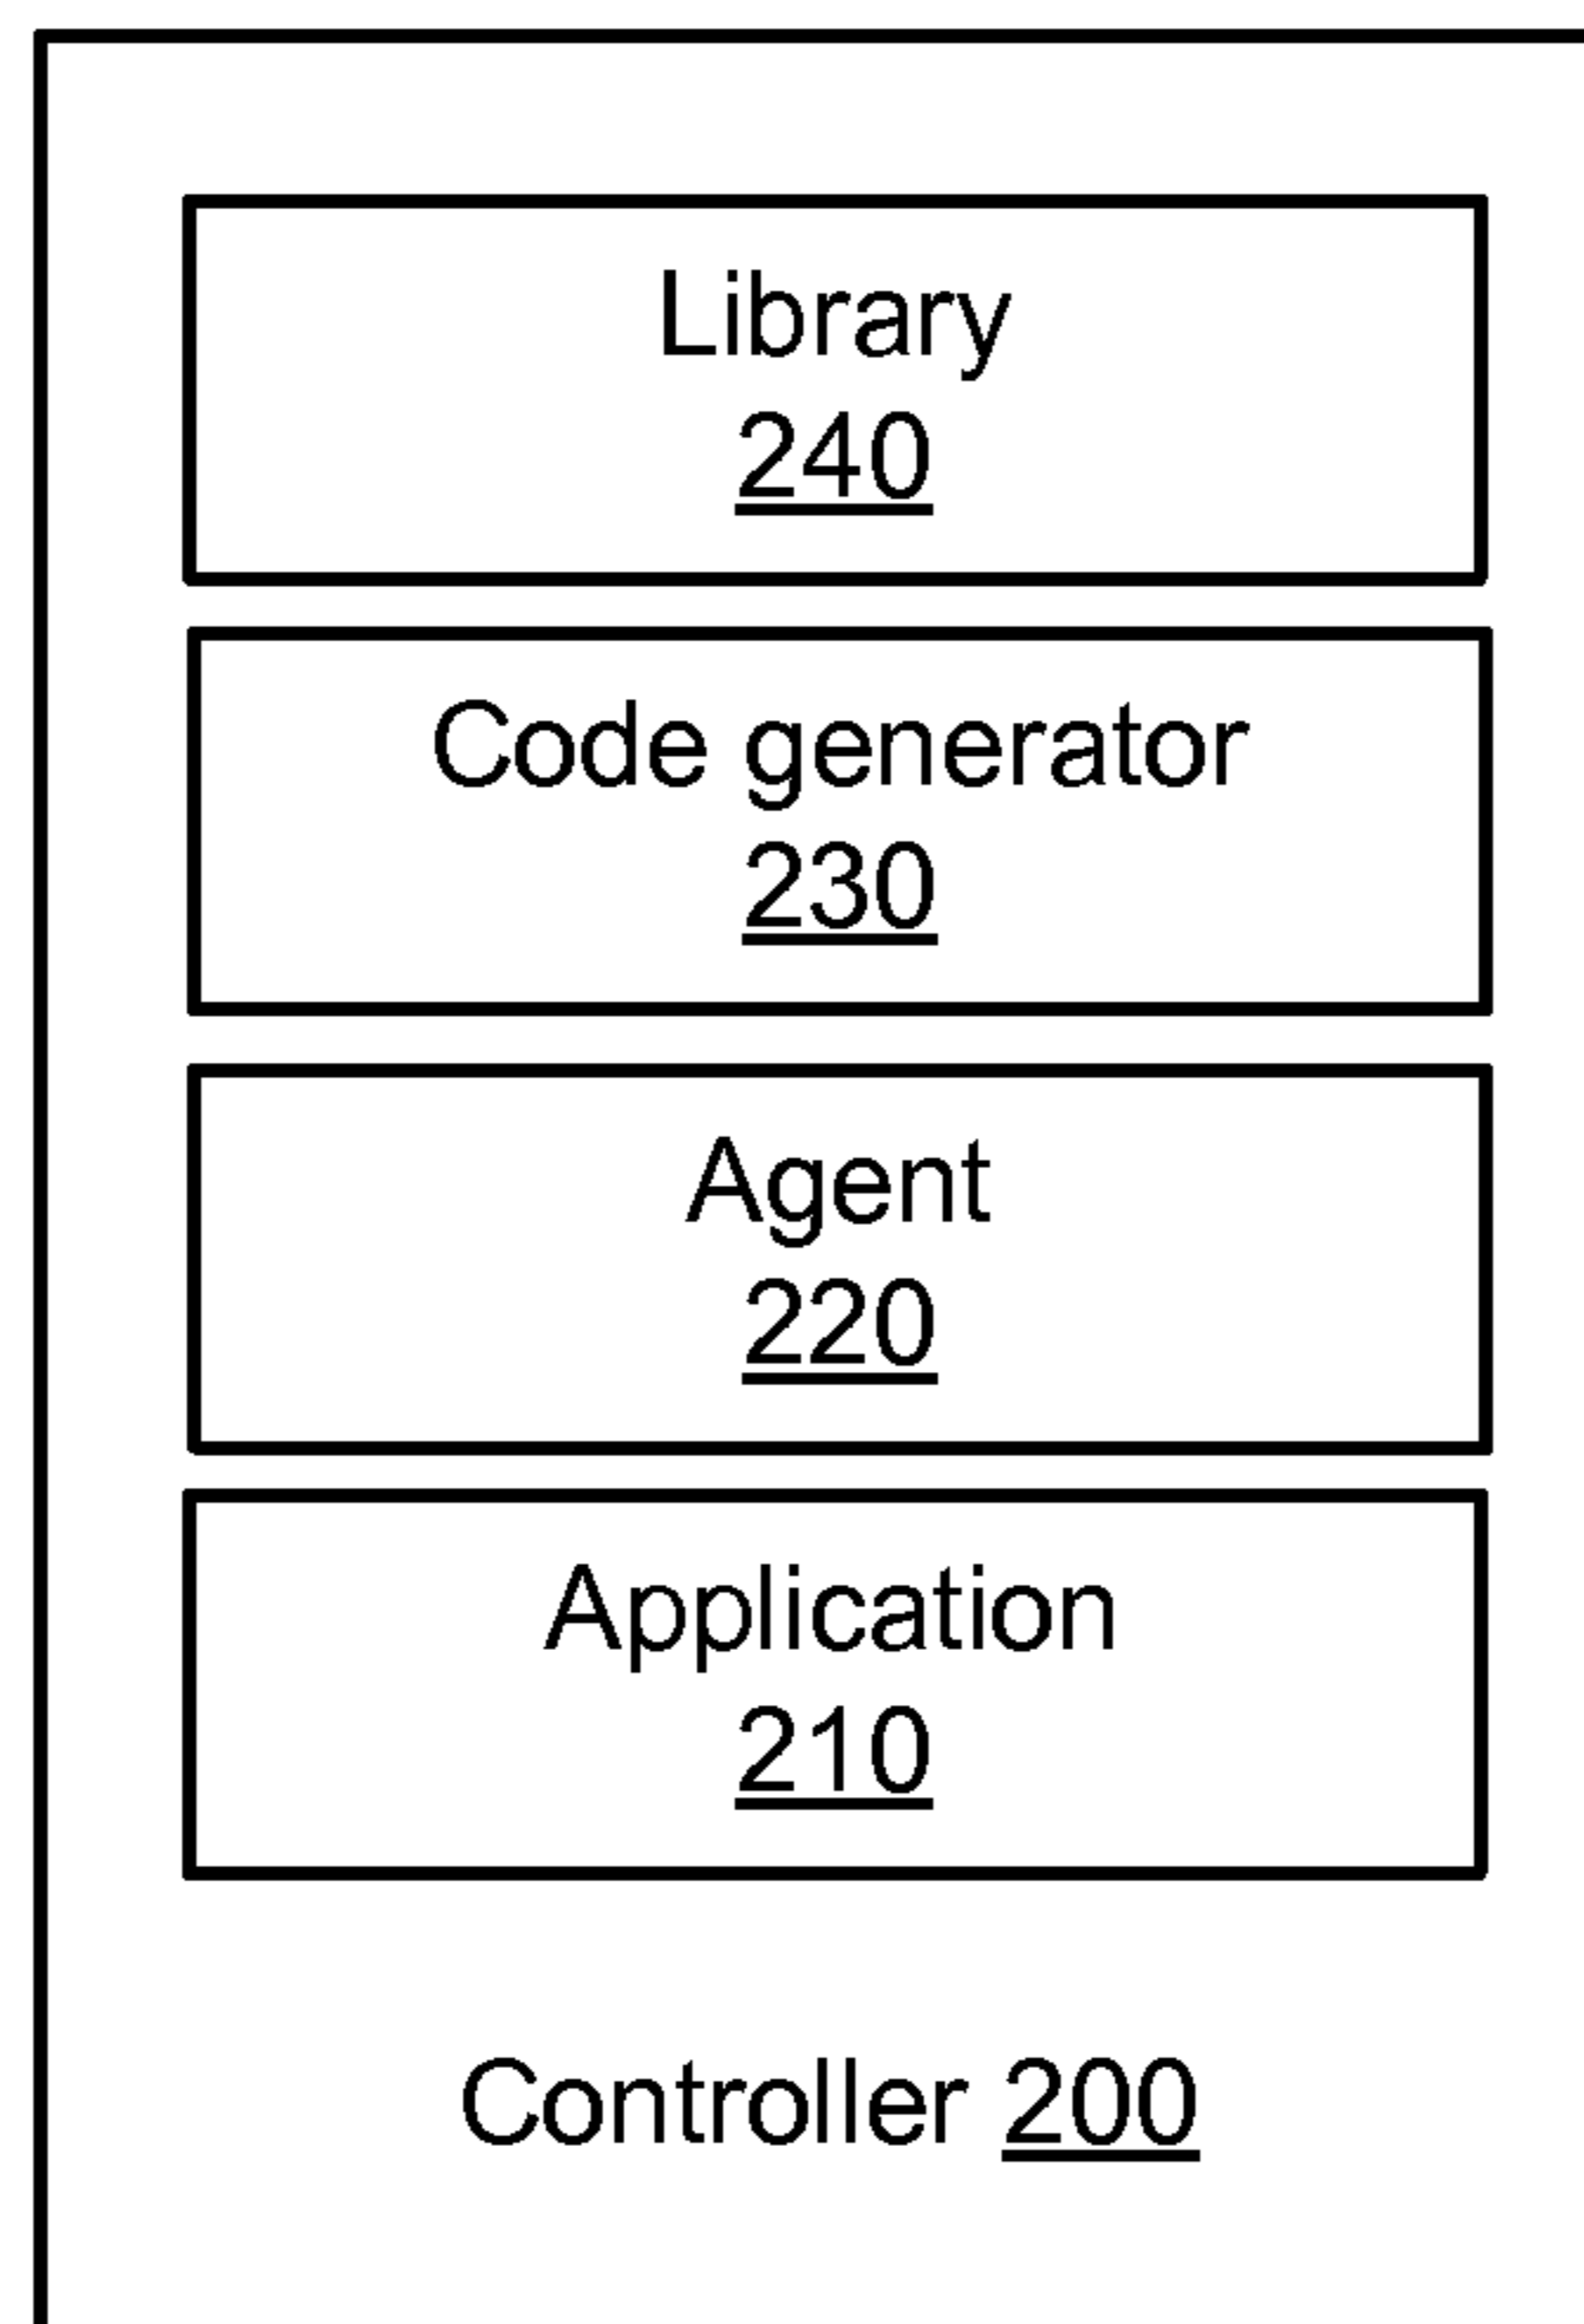 Library
240
Code generator
230
Agent
220
Application
210
Controller 200